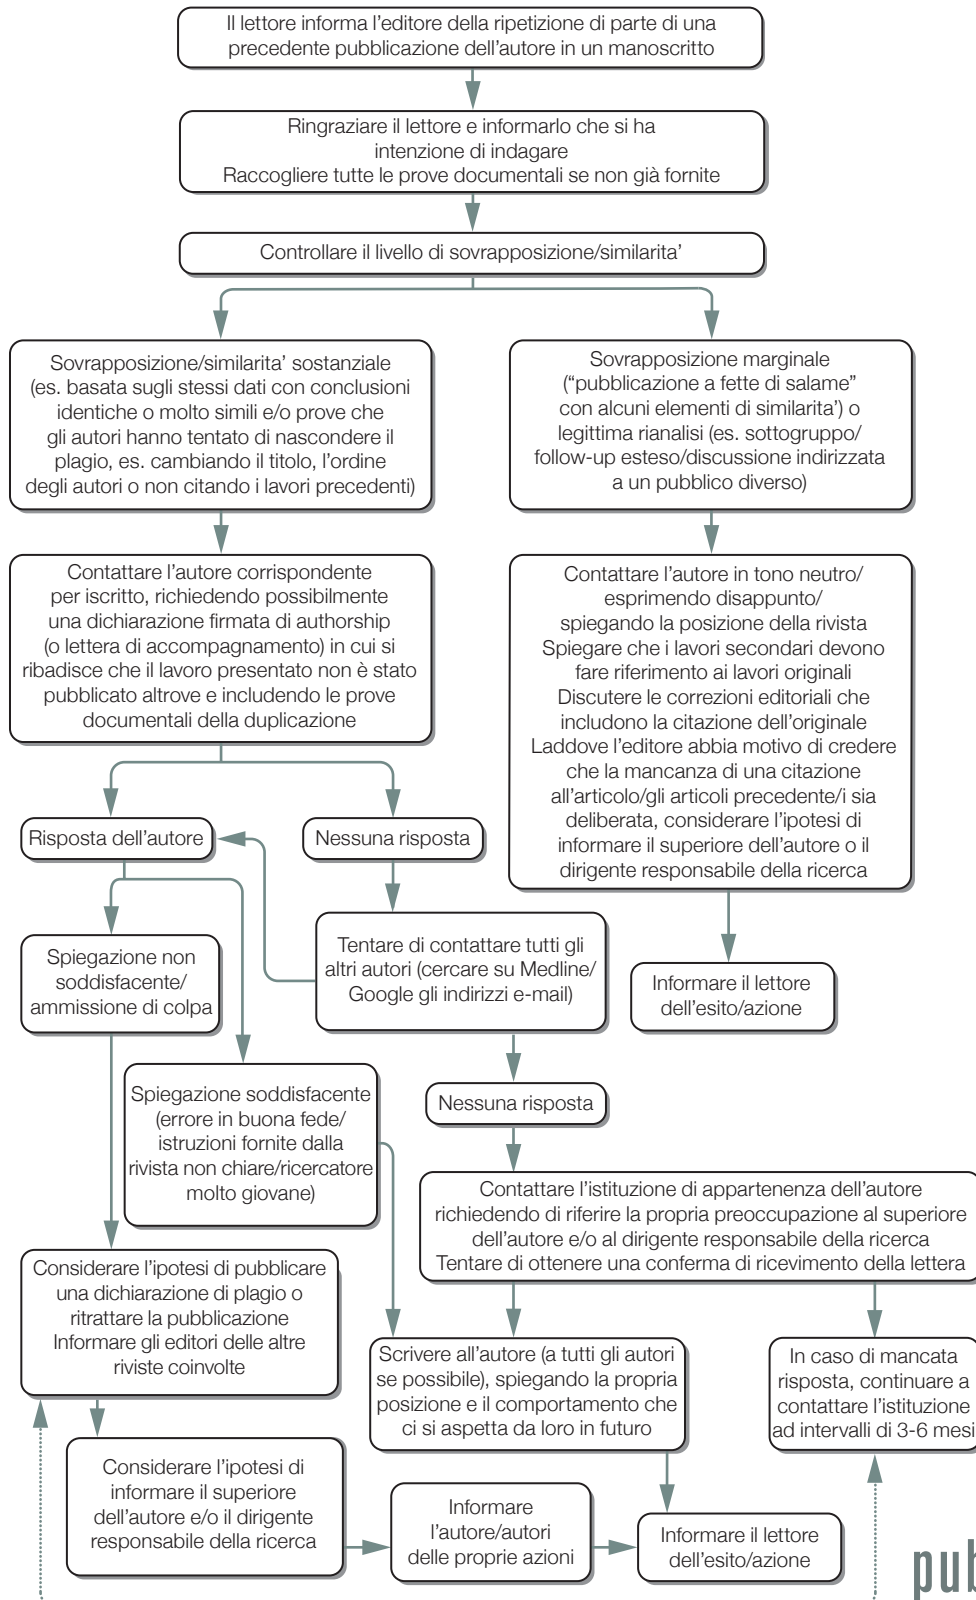 Il lettore informa l'editore della ripetizione di parte di una
precedente pubblicazione dell'autore in un manoscritto
Ringraziare il lettore e informarlo che si ha
intenzione di indagare
Raccogliere tutte le prove documentali se non già fornite
Controllare il livello di sovrapposizione/similarita'
Sovrapposizione/similarita' sostanziale
(es. basata sugli stessi dati con conclusioni
identiche o molto simili e/o prove che
gli autori hanno tentato di nascondere il
plagio, es. cambiando il titolo, l'ordine
degli autori o non citando i lavori precedenti)
Sovrapposizione marginale
("pubblicazione a fette di salame"
con alcuni elementi di similarita') o
legittima rianalisi (es. sottogruppo/
follow-up esteso/discussione indirizzata
a un pubblico diverso)
Contattare l'autore corrispondente
per iscritto, richiedendo possibilmente
una dichiarazione firmata di authorship
(o lettera di accompagnamento) in cui si
ribadisce che il lavoro presentato non è stato
pubblicato altrove e includendo le prove
documentali della duplicazione
Contattare l'autore in tono neutro/
esprimendo disappunto/
spiegando la posizione della rivista
Spiegare che i lavori secondari devono
fare riferimento ai lavori originali
Discutere le correzioni editoriali che
includono la citazione dell'originale
Laddove l'editore abbia motivo di credere
che la mancanza di una citazione
all'articolo/gli articoli precedente/i sia
deliberata, considerare l'ipotesi di
informare il superiore dell'autore o il
dirigente responsabile della ricerca
Risposta dell'autore
Nessuna risposta
Spiegazione non
soddisfacente/
ammissione di colpa
Tentare di contattare tutti gli
altri autori (cercare su Medline/
Google gli indirizzi e-mail)
Informare il lettore
dell'esito/azione
Spiegazione soddisfacente
(errore in buona fede/
istruzioni fornite dalla
rivista non chiare/ricercatore
molto giovane)
Nessuna risposta
Contattare l'istituzione di appartenenza dell'autore
richiedendo di riferire la propria preoccupazione al superiore
dell'autore e/o al dirigente responsabile della ricerca
Tentare di ottenere una conferma di ricevimento della lettera
Considerare l'ipotesi di pubblicare
una dichiarazione di plagio o
ritrattare la pubblicazione
Informare gli editori delle altre
riviste coinvolte
Scrivere all'autore (a tutti gli autori
se possibile), spiegando la propria
posizione e il comportamento che
ci si aspetta da loro in futuro
In caso di mancata
risposta, continuare a
contattare l'istituzione
ad intervalli di 3-6 mesi
Considerare l'ipotesi di
informare il superiore
dell'autore e/o il dirigente
responsabile della ricerca
Informare
l'autore/autori
delle proprie azioni
Informare il lettore
dell'esito/azione